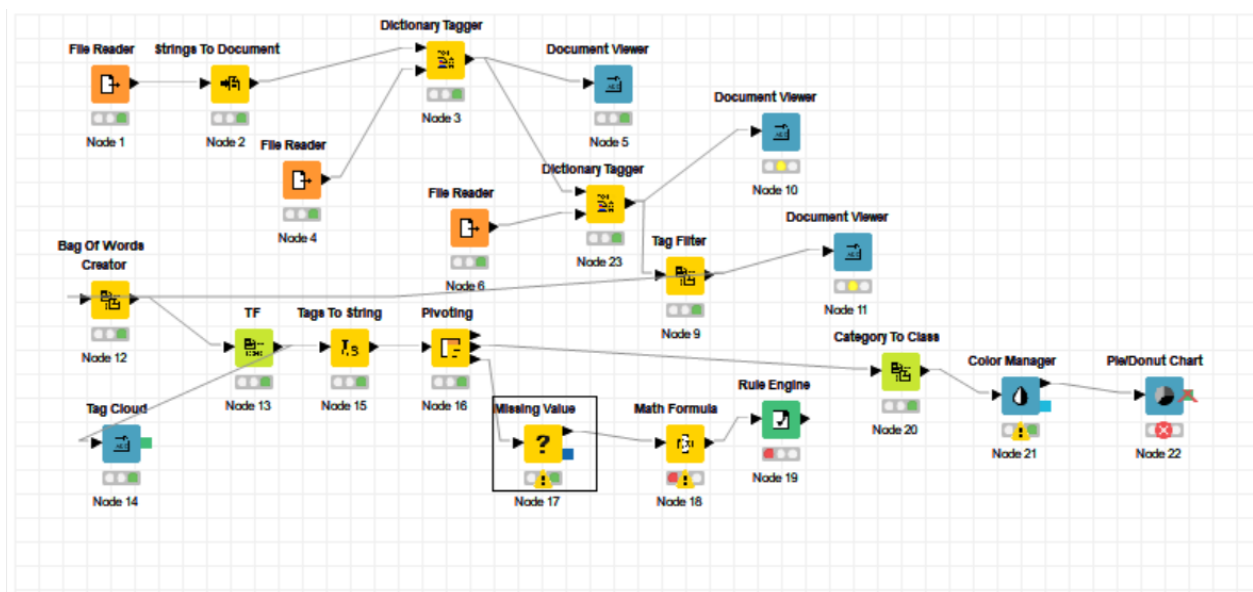 Dictionary Tagger
File Reader
Strings To Document
Document Viewer
Node 3
Document Viewer
Node 1
Node 2
File Reader
Node 5
Dictionary Tagger
File Reader
Node 10
Document Viewer
Node 4
Tag Filter
Bag Of Words
Creator
Node 23
Node 6
Node 11
TF
Tags To String
Pivoting
Node 9
Category To Class
Node 12
Color Manager
Pie/Donut Chart
Rule Engine
Tag Cloud
Node 13
Node 15
Node 16
Missing Value
Math Formula
Node 20
?
Node 21
Node 22
Node 19
Node 14
Node 17
Node 18